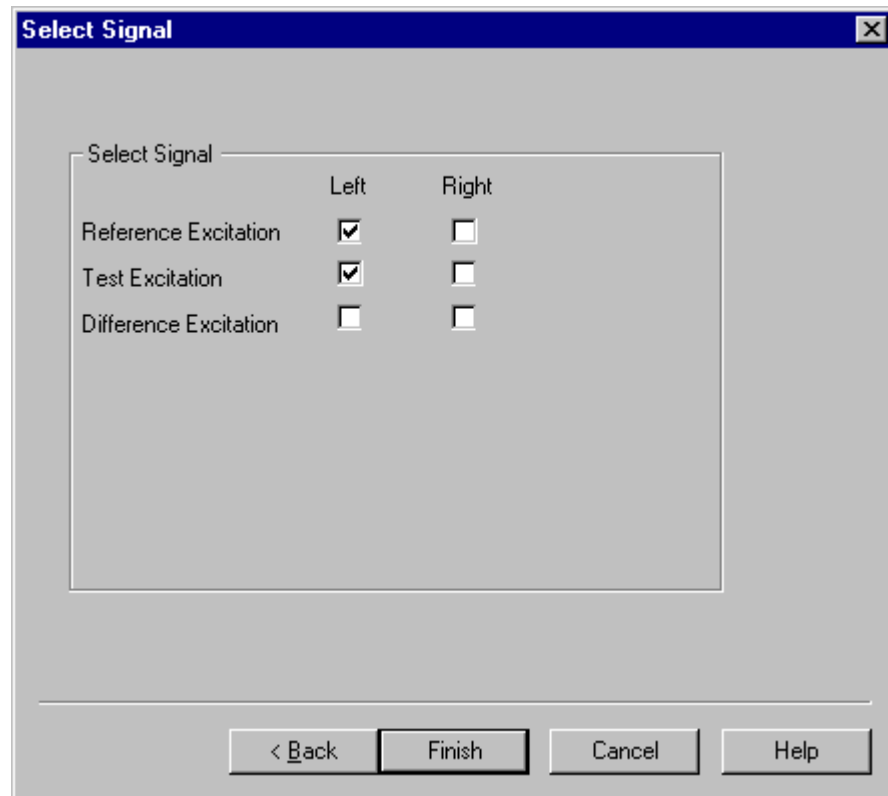 Select Signal
Select Signal
Left Right
Reference Excitation
Test Excitation
Difference Excitation
< Back Finish Cancel Help